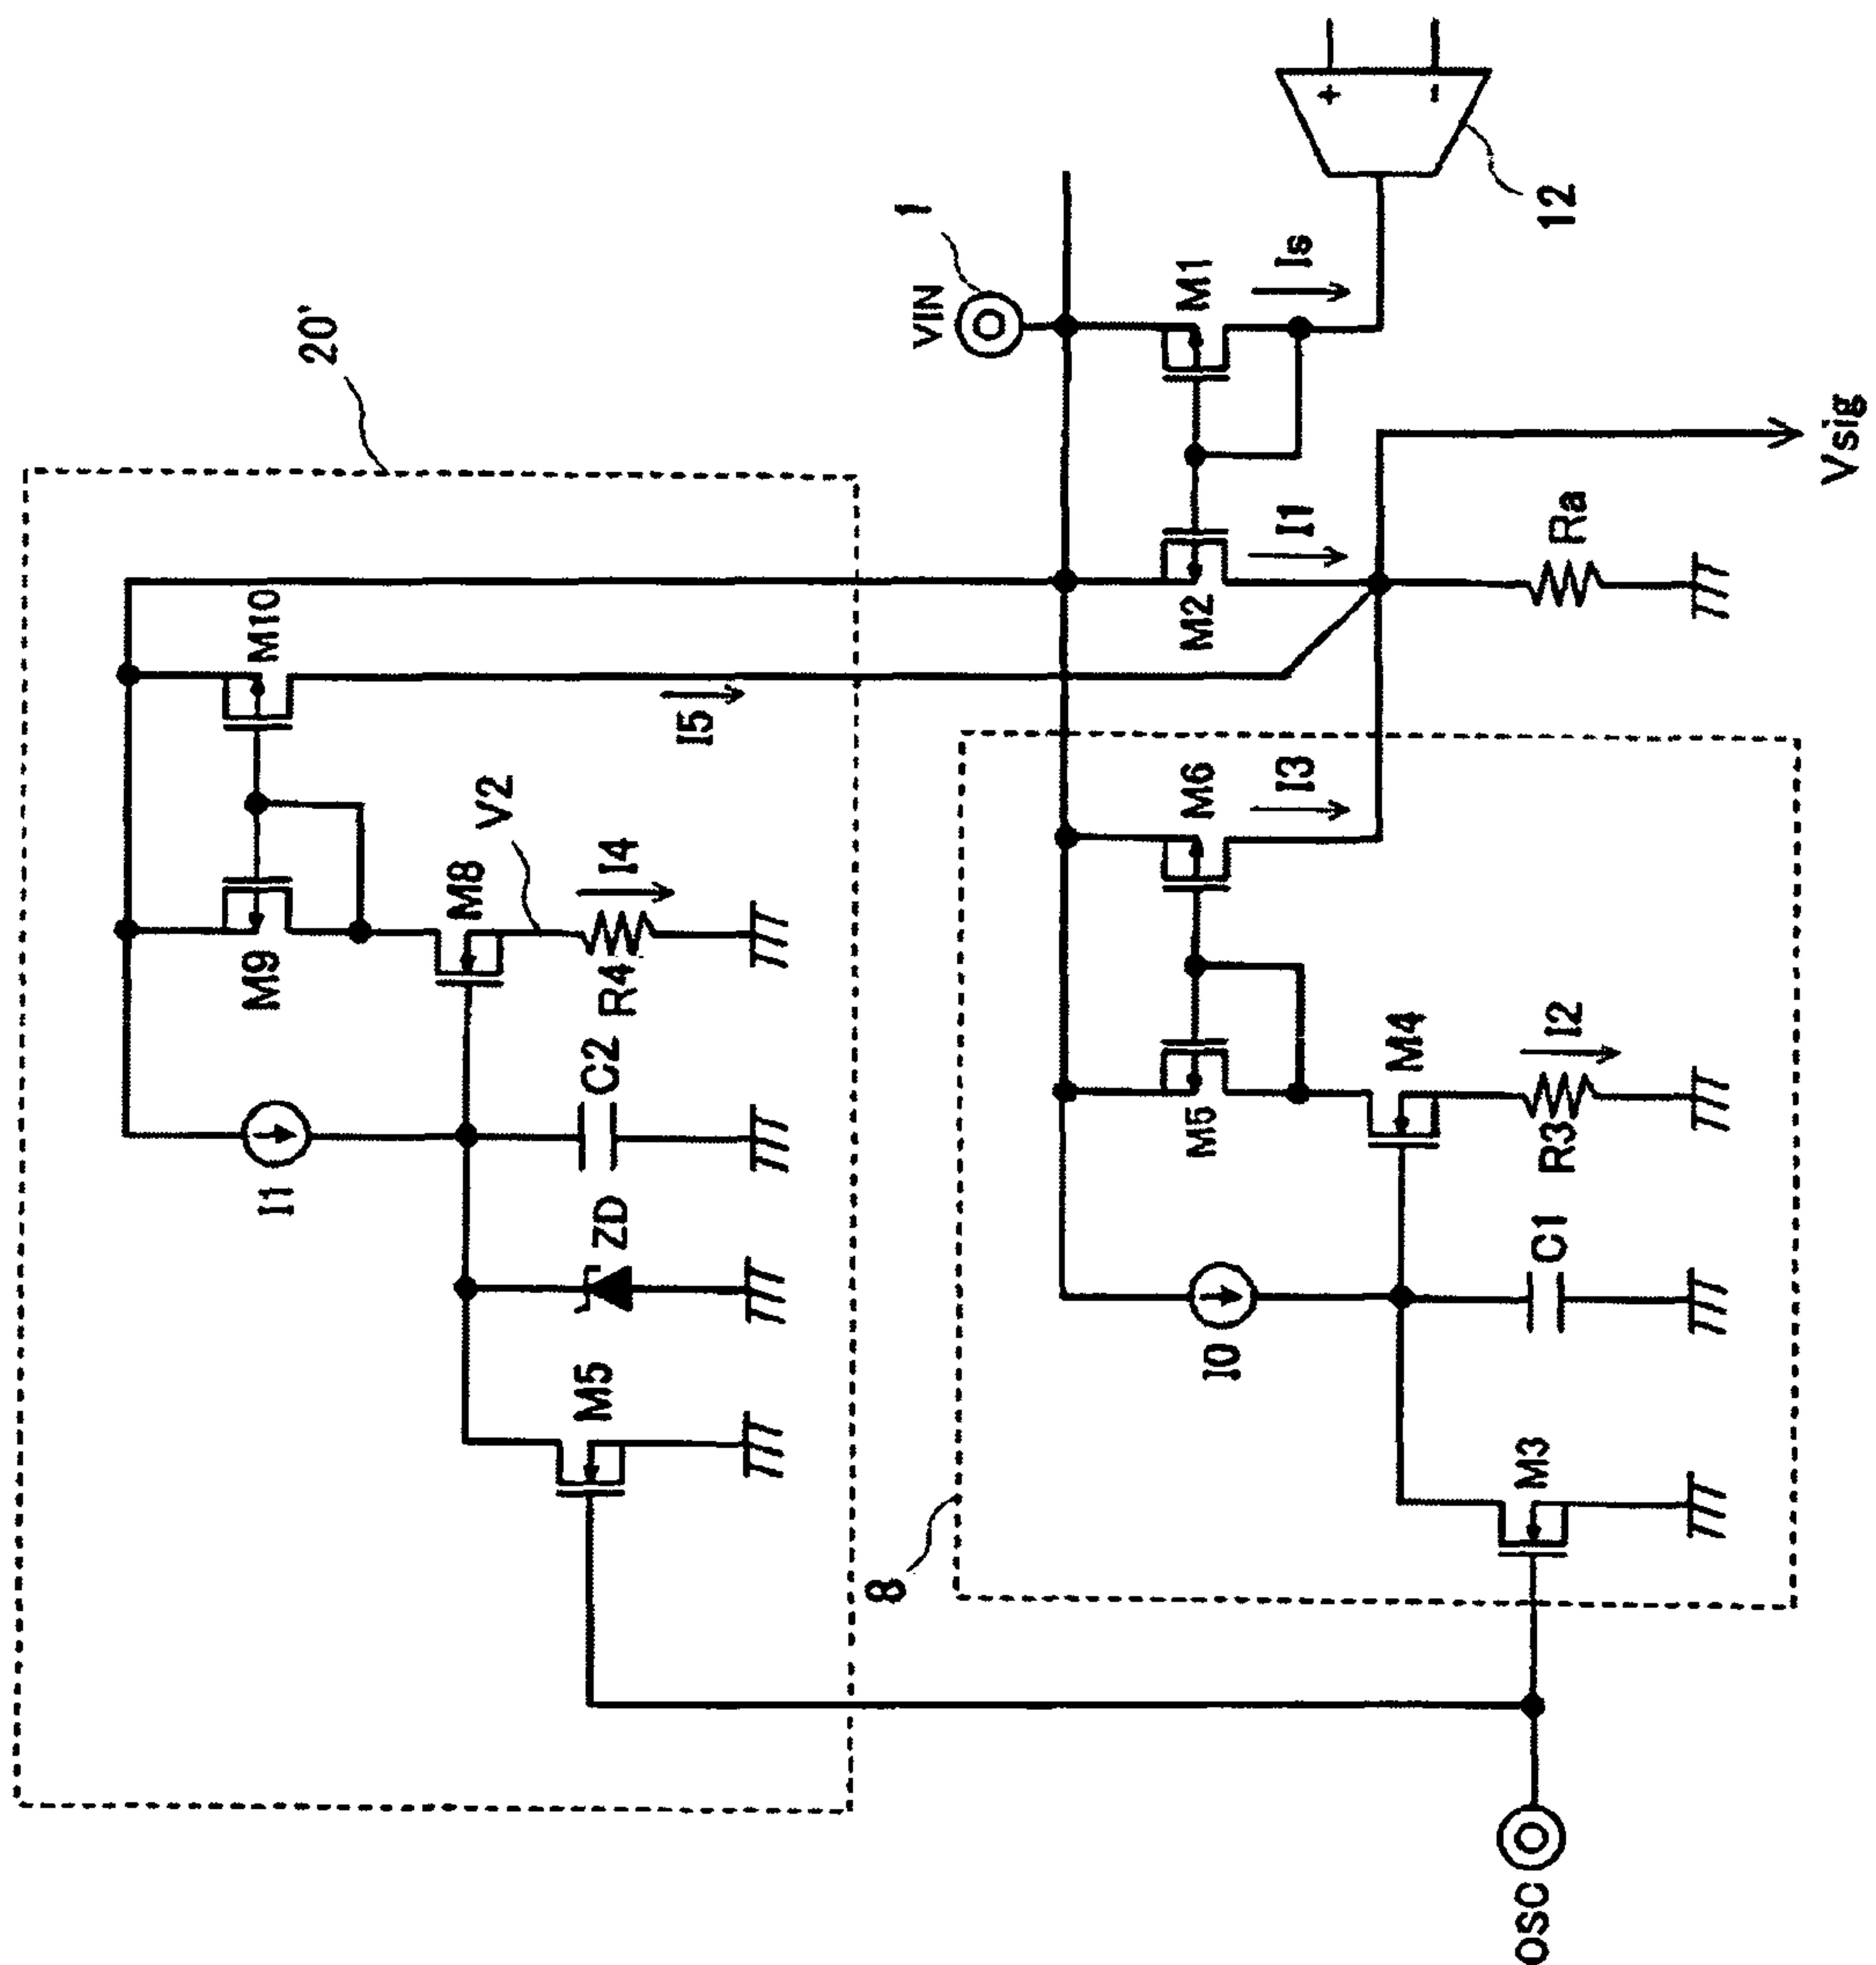 20'
M10
M9
I5
I1
M8
V2
I4
R4
C2
ZD
M5
VIN
1
M1
Is
12
+
-
M2
I1
Ra
Vsig
8
M6
I3
M5
M4
I2
R3
I0
C1
M3
OSC